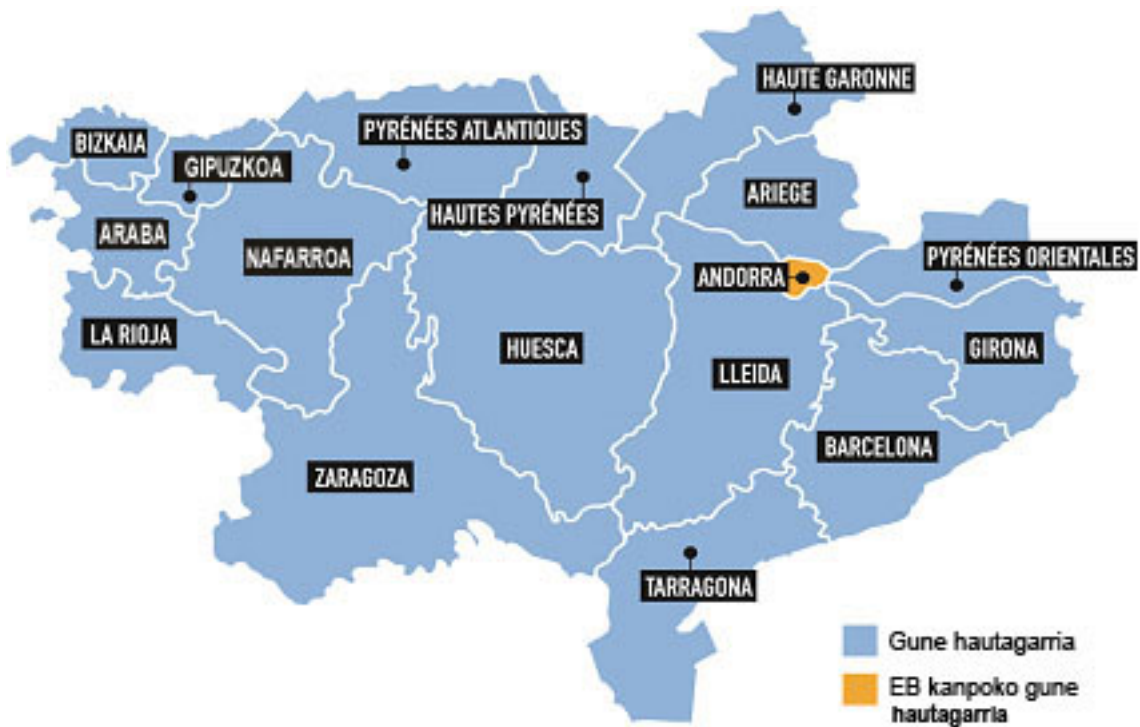 HAUTE GARONNE
BIZKAIA
PYRÉNÉES ATLANTIQUES
GIPUZKOA
ARIEGE
HAUTES PYRÉNÉES
ARABA
NAFARROA
PYRÉNÉES ORIENTALES
ANDORRA
LA RIOJA
HUESCA
GIRONA
LLEIDA
BARCELONA
ZARAGOZA
TARRAGONA
Gune hautagarria
EB kanpoko gune
hautagarria